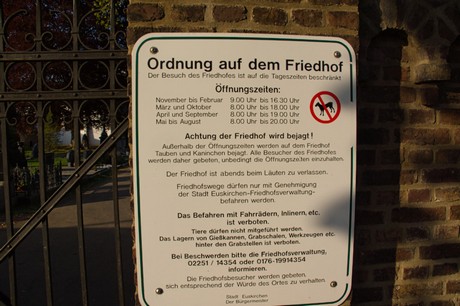 Ordnung auf dem Friedhof
Der Besuch des Friedhofes ist auf die Tageszeiten beschränkt
Öffnungszeiten:
November bis Februar 9.00 Uhr bis 16.30 Uhr
März und Oktober 8.00 Uhr bis 18.00 Uhr
April und September 8.00 Uhr bis 19.00 Uhr
Mai bis August 8.00 Uhr bis 20.00 Uhr
Achtung der Friedhof wird bejagt!
Außerhalb der Öffnungszeiten werden auf dem Friedhof
Tauben und Kaninchen bejagt. Alle Besucher des Friedhofes
werden daher gebeten, unbedingt die Öffnungszeiten einzuhalten.
Der Friedhof ist abends beim Läuten zu verlassen.
Friedhofswege dürfen nur mit Genehmigung
der Stadt Euskirchen-Friedhofsverwaltung-
befahren werden.
Das Befahren mit Fahrrädern, Inlinern, etc.
ist verboten.
Tiere dürfen nicht mitgeführt werden.
Das Lagern von Gießkannen, Grabschalen, Werkzeugen etc.
hinter den Grabstellen ist verboten.
Bei Beschwerden bitte die Friedhofsverwaltung,
02251 / 14354 oder 0176-19914354
informieren.
Die Friedhofsbesucher werden gebeten,
sich entsprechend der Würde des Ortes zu verhalten.
Stadt Euskirchen
Der Bürgermeister